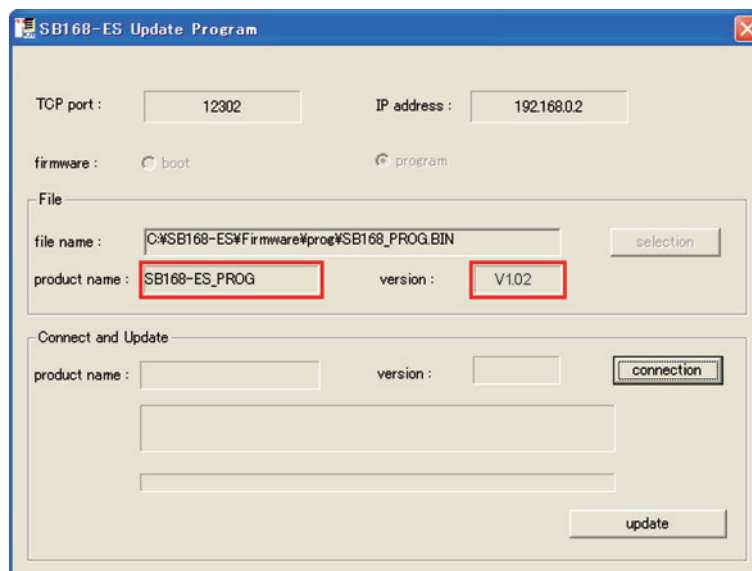 SB168-ES Update Program
TCP port : 12302 IP address : 192.168.0.2
firmware : boot program
File
file name : C:¥SB168-ES¥Firmware¥prog¥SB168_PROG.BIN selection
product name : SB168-ES_PROG version : V1.02
Connect and Update
product name : version : connection
update